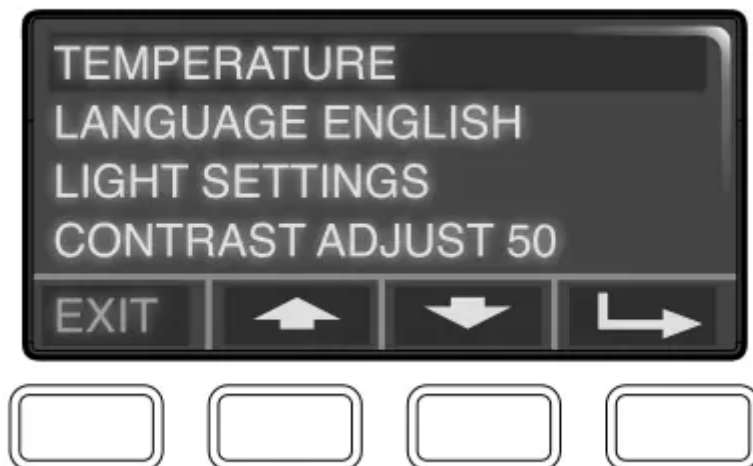 TEMPERATURE
LANGUAGE ENGLISH
LIGHT SETTINGS
CONTRAST ADJUST 50
EXIT